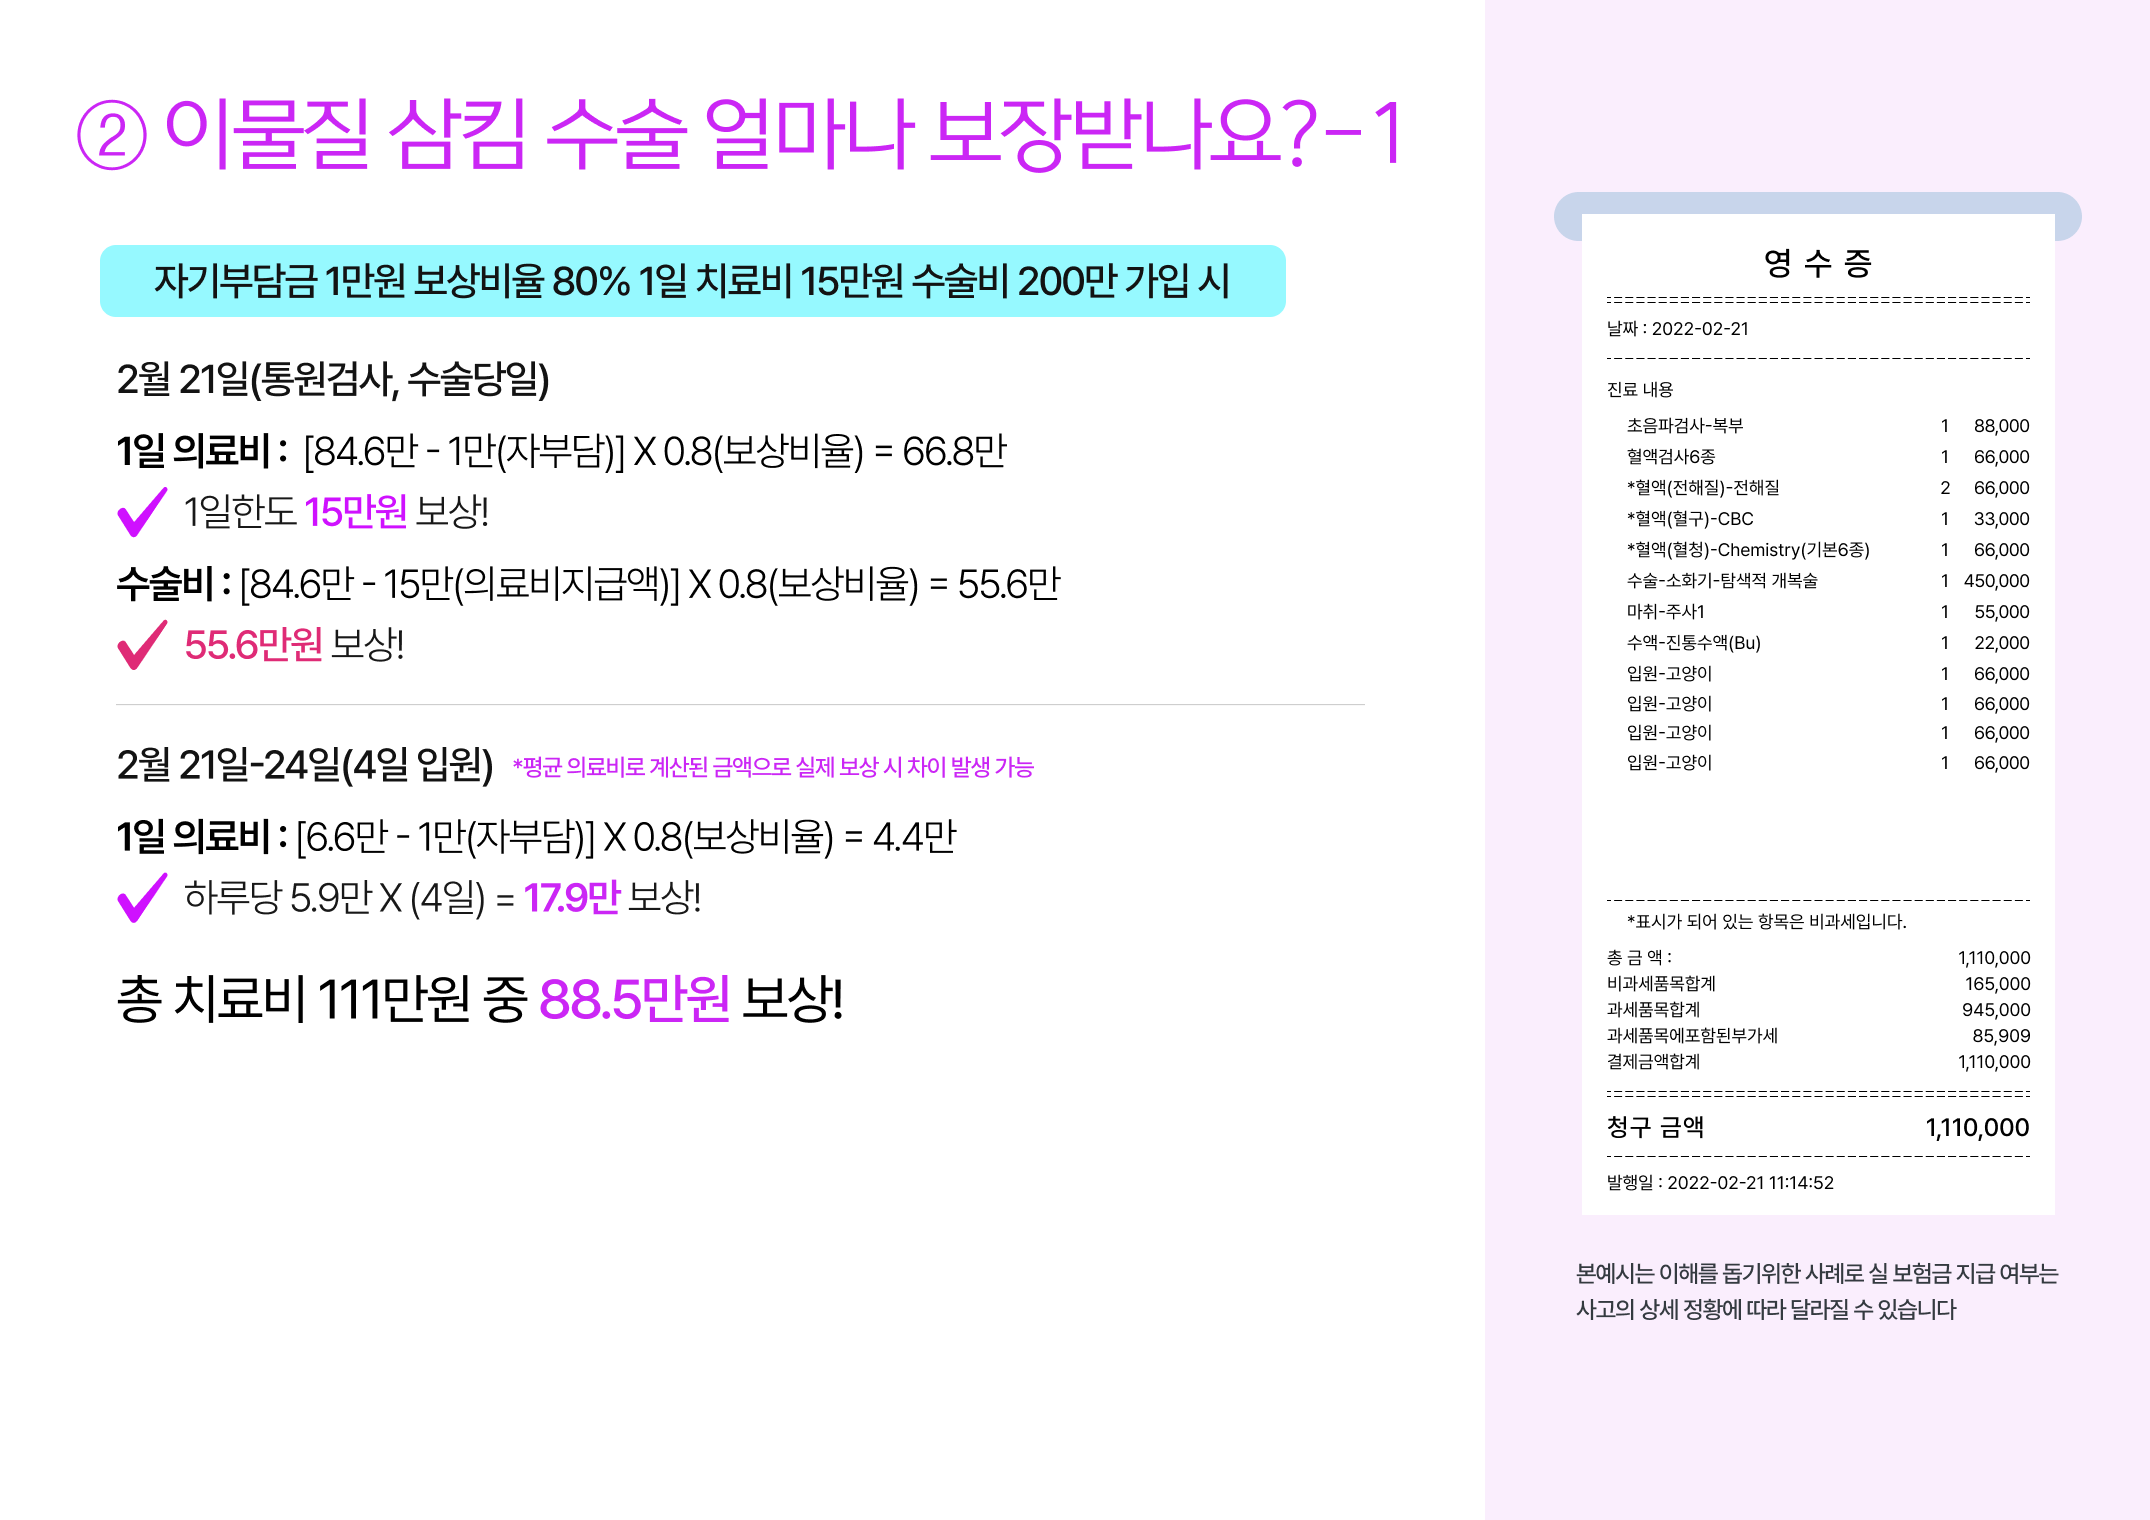 ② 이물질 삼킴 수술 얼마나 보장받나요?-1
자기부담금 1만원 보상비율 80% 1일 치료비 15만원 수술비 200만 가입 시
2월 21일(통원검사, 수술당일)
1일 의료비 : [84.6만 - 1만(자부담)] X 0.8(보상비율) = 66.8만
1일한도 15만원 보상!
수술비 : [84.6만 - 15만(의료비지급액)] X 0.8(보상비율) = 55.6만
55.6만원 보상!
2월 21일-24일(4일 입원) *평균 의료비로 계산된 금액으로 실제 보상 시 차이 발생 가능
1일 의료비 : [6.6만 - 1만(자부담)] X 0.8(보상비율) = 4.4만
하루당 5.9만 X (4일) = 17.9만 보상!
총 치료비 111만원 중 88.5만원 보상!
영 수 증
날짜 : 2022-02-21
진료 내용
초음파검사-복부 1 88,000
혈액검사6종 1 66,000
*혈액(전해질)-전해질 2 66,000
*혈액(혈구)-CBC 1 33,000
*혈액(혈청)-Chemistry(기본6종) 1 66,000
수술-소화기-탐색적 개복술 1 450,000
마취-주사1 1 55,000
수액-진통수액(Bu) 1 22,000
입원-고양이 1 66,000
입원-고양이 1 66,000
입원-고양이 1 66,000
입원-고양이 1 66,000
*표시가 되어 있는 항목은 비과세입니다.
총 금 액 : 1,110,000
비과세품목합계 165,000
과세품목합계 945,000
과세품목에포함된부가세 85,909
결제금액합계 1,110,000
청구 금액 1,110,000
발행일 : 2022-02-21 11:14:52
본예시는 이해를 돕기위한 사례로 실 보험금 지급 여부는
사고의 상세 정황에 따라 달라질 수 있습니다